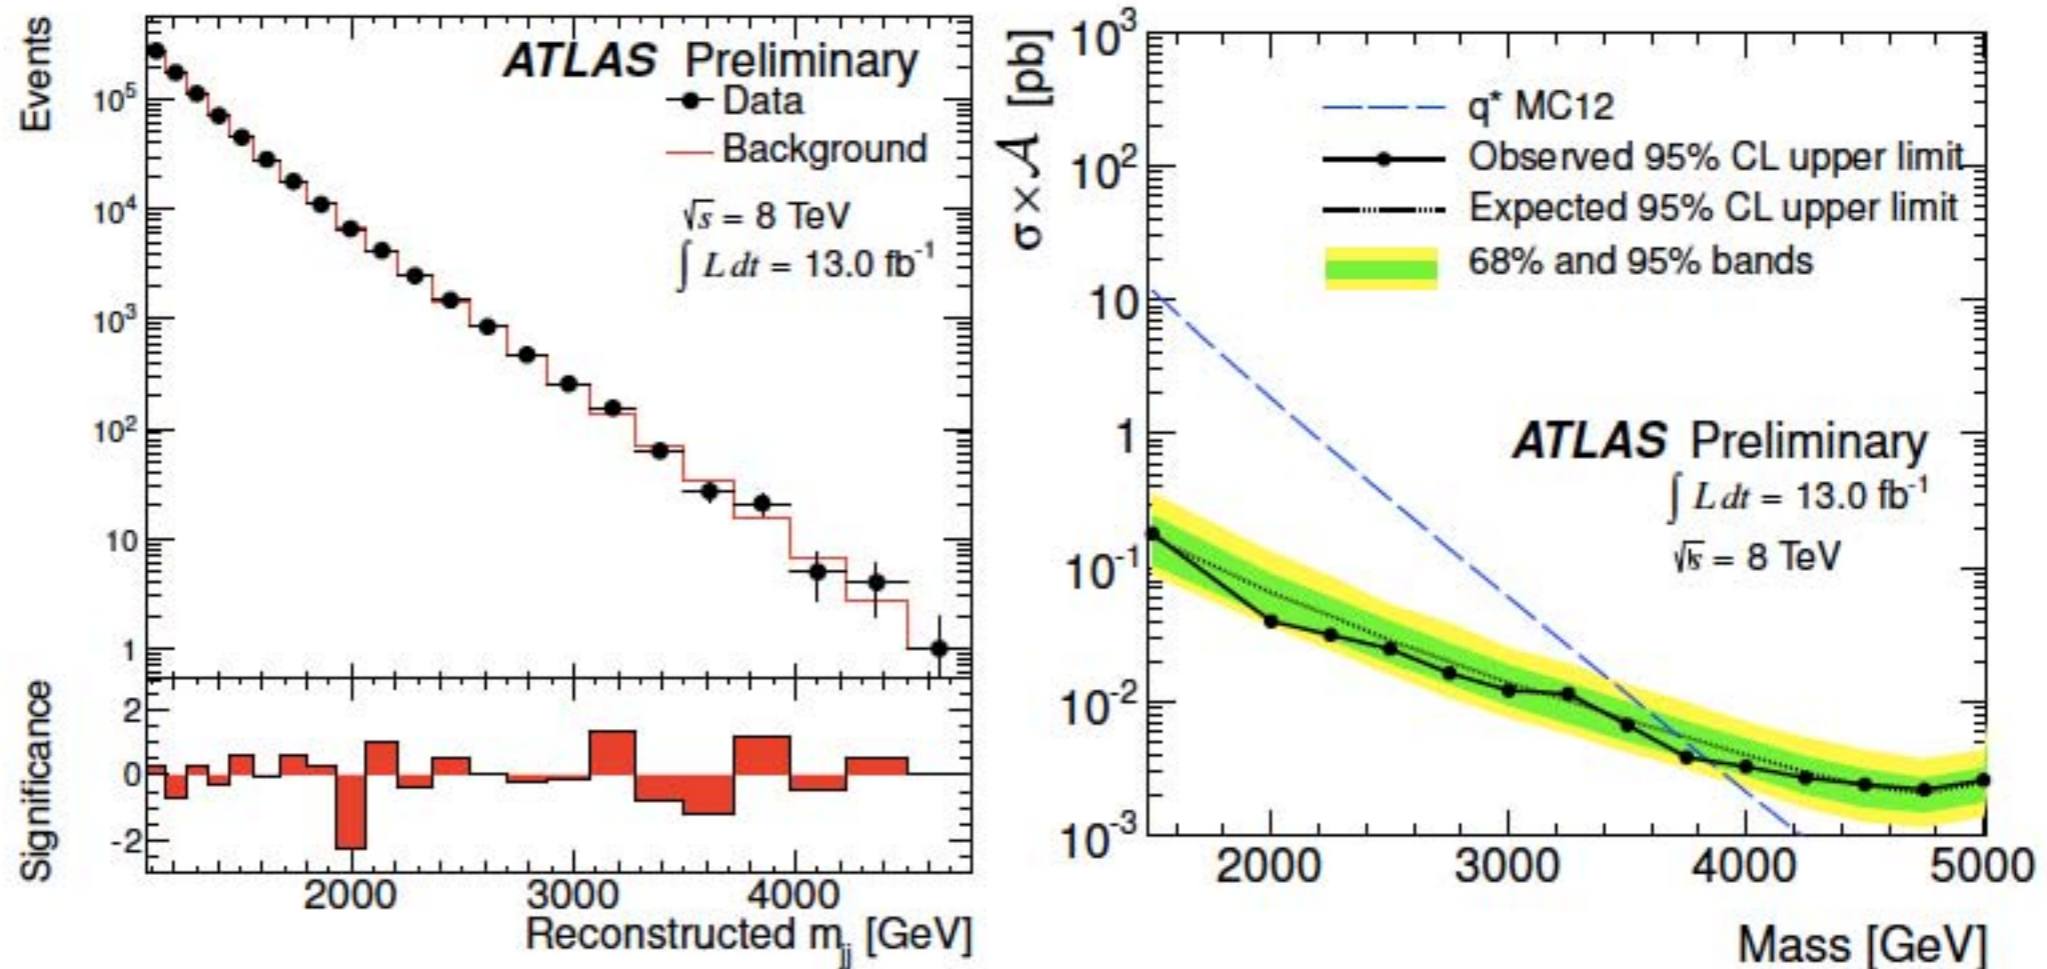 Events
ATLAS Preliminary
Data
Background
√s = 8 TeV
∫ L dt = 13.0 fb⁻¹
10⁵
10⁴
10³
10²
10
1
Significance
2
0
-2
2000 3000 4000
Reconstructed m_jj [GeV]
σ × A [pb]
10³
10²
10
1
10⁻¹
10⁻²
10⁻³
q* MC12
Observed 95% CL upper limit
Expected 95% CL upper limit
68% and 95% bands
ATLAS Preliminary
∫ L dt = 13.0 fb⁻¹
√s = 8 TeV
2000 3000 4000 5000
Mass [GeV]